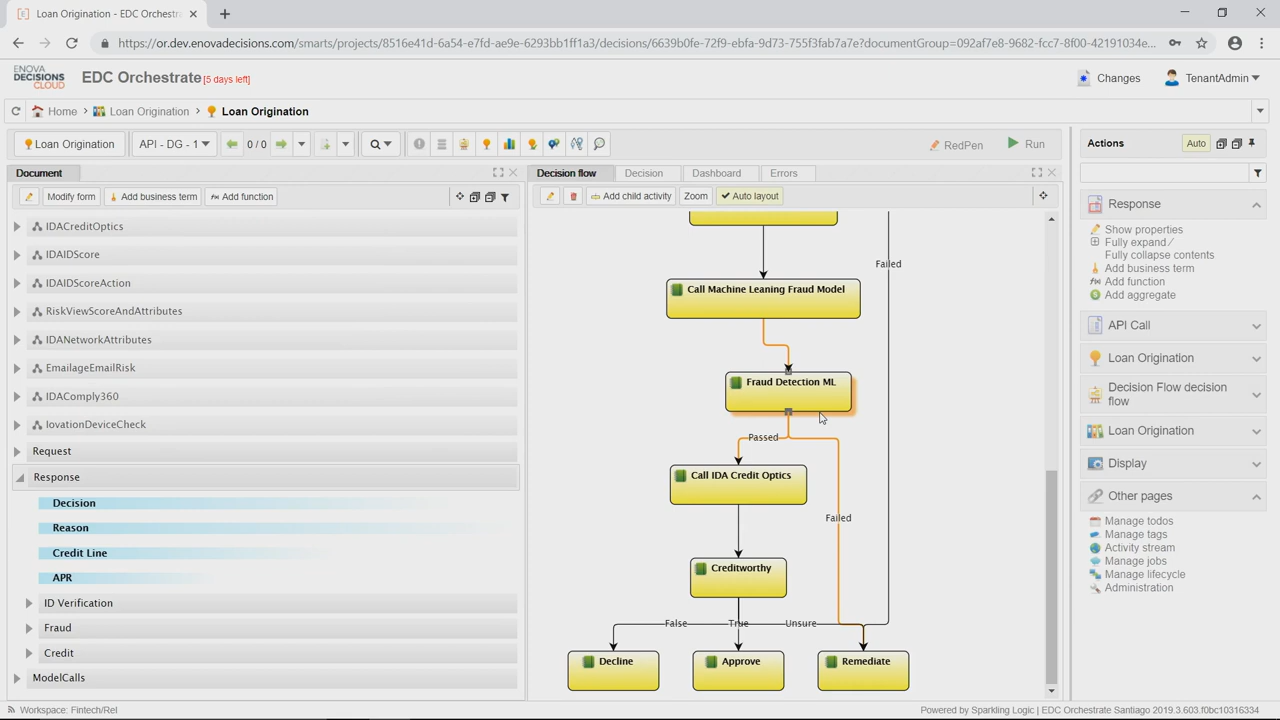 Loan Origination - EDC Orchestr
https://or.dev.enovadecisions.com/smarts/projects/8516e41d-6a54-e7fd-ae9e-6293bb1ff1a3/decisions/6639b0fe-72f9-ebfa-9d73-755f3fab7a7e?documentGroup=092af7e8-9682-fcc7-8f00-42191034e...
ENOVA
DECISIONS
CLOUD
EDC Orchestrate [5 days left]
Changes
TenantAdmin
Home
Loan Origination
Loan Origination
Loan Origination
API - DG - 1
0 / 0
RedPen
Run
Actions
Auto
Document
Decision flow
Decision
Dashboard
Errors
Modify form
Add business term
Add function
Add child activity
Zoom
Auto layout
IDACreditOptics
IDAIDScore
IDAIDScoreAction
RiskViewScoreAndAttributes
IDANetworkAttributes
EmailageEmailRisk
IDAComply360
IovationDeviceCheck
Request
Response
Decision
Reason
Credit Line
APR
ID Verification
Fraud
Credit
ModelCalls
Failed
Call Machine Leaning Fraud Model
Fraud Detection ML
Passed
Call IDA Credit Optics
Failed
Creditworthy
False
True
Unsure
Decline
Approve
Remediate
Response
Show properties
Fully expand /
Fully collapse contents
Add business term
Add function
Add aggregate
API Call
Loan Origination
Decision Flow decision
flow
Loan Origination
Display
Other pages
Manage todos
Manage tags
Activity stream
Manage jobs
Manage lifecycle
Administration
Workspace: Fintech/Rel
Powered by Sparkling Logic | EDC Orchestrate Santiago 2019.3.603.f0bc10316334